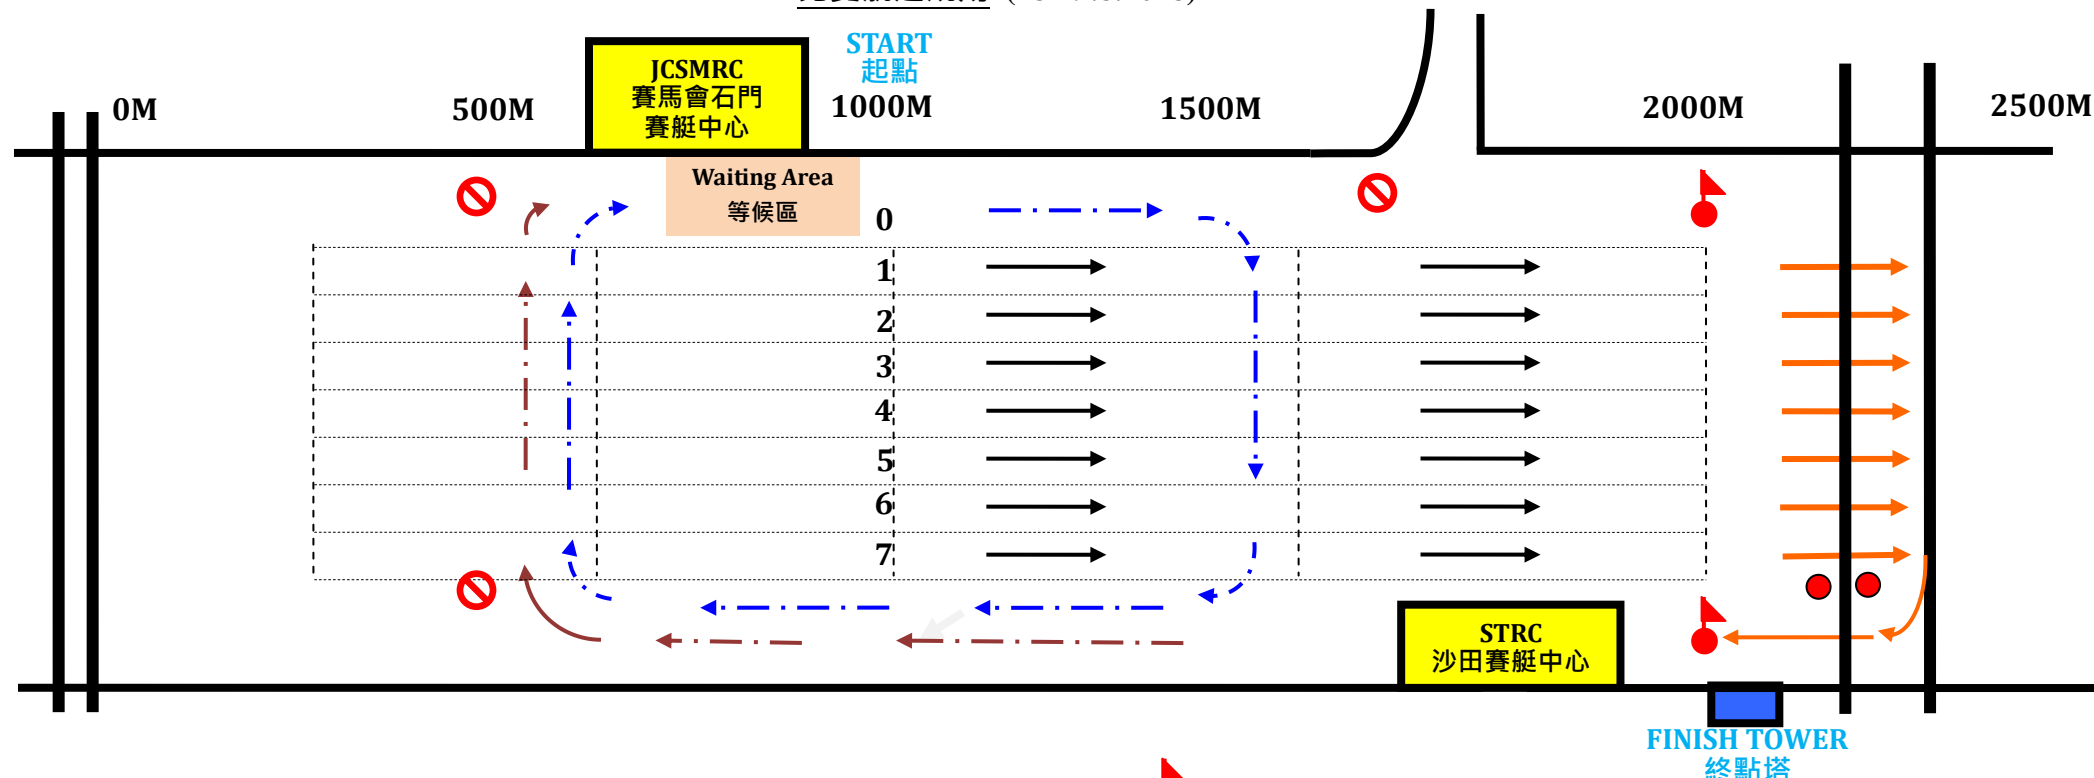 START
起點
JCSMRC
賽馬會石門
賽艇中心
0M
500M
1000M
1500M
2000M
2500M
Waiting Area
等候區
0
1
2
3
4
5
6
7
STRC
沙田賽艇中心
FINISH TOWER
終點塔